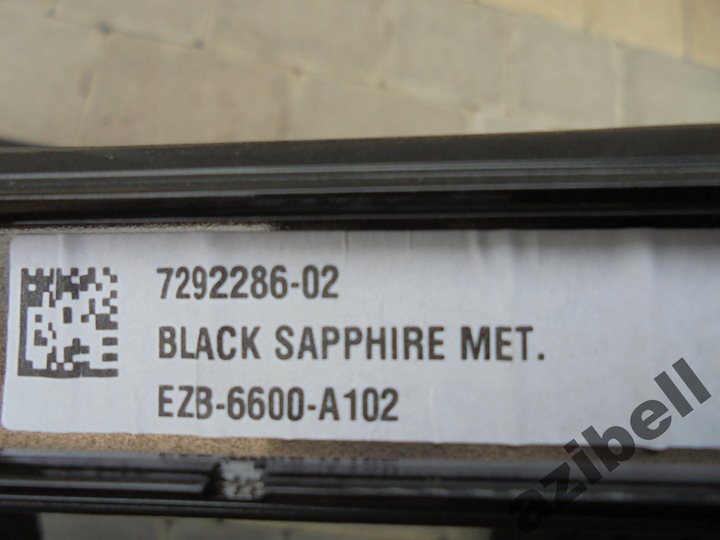 7292286-02
BLACK SAPPHIRE MET.
EZB-6600-A102
azibell